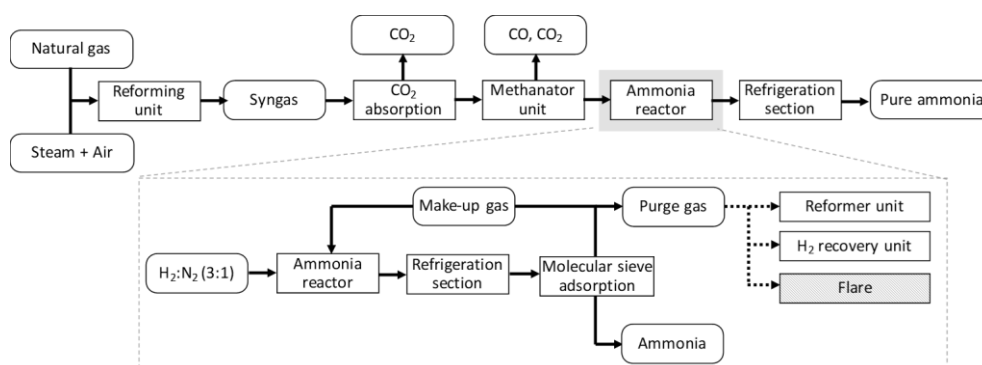 Natural gas
Steam + Air
Reforming
unit
Syngas
CO₂
CO₂
absorption
CO, CO₂
Methanator
unit
Ammonia
reactor
Refrigeration
section
Pure ammonia
Make-up gas
Purge gas
Reformer unit
H₂ recovery unit
Flare
H₂:N₂ (3:1)
Ammonia
reactor
Refrigeration
section
Molecular sieve
adsorption
Ammonia